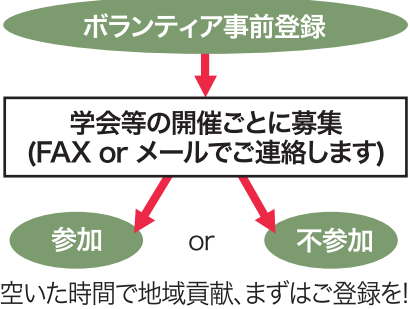 ボランティア事前登録
学会等の開催ごとに募集
(FAX or メールでご連絡します)
参加 or 不参加
空いた時間で地域貢献、まずはご登録を!